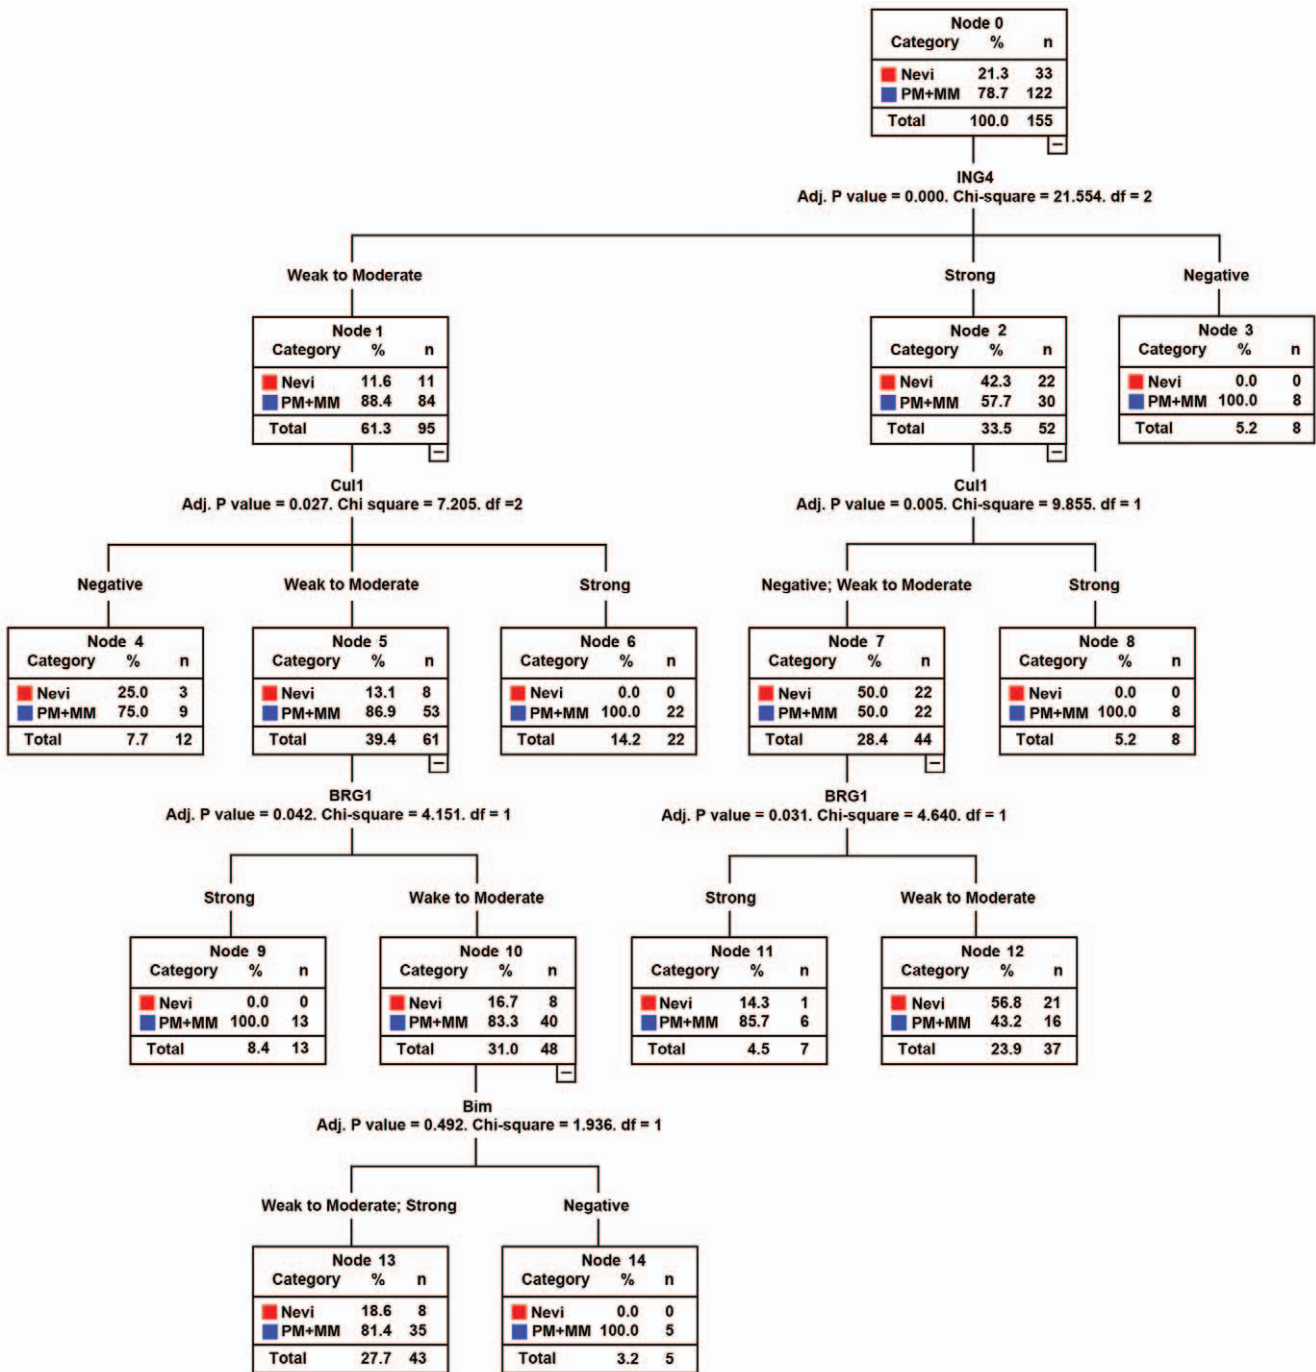 Node 0
Category % n
Nevi 21.3 33
PM+MM 78.7 122
Total 100.0 155
ING4
Adj. P value = 0.000. Chi-square = 21.554. df = 2
Weak to Moderate
Strong
Negative
Node 1
Category % n
Nevi 11.6 11
PM+MM 88.4 84
Total 61.3 95
Node 2
Category % n
Nevi 42.3 22
PM+MM 57.7 30
Total 33.5 52
Node 3
Category % n
Nevi 0.0 0
PM+MM 100.0 8
Total 5.2 8
Cul1
Adj. P value = 0.027. Chi square = 7.205. df =2
Cul1
Adj. P value = 0.005. Chi-square = 9.855. df = 1
Negative
Weak to Moderate
Strong
Negative; Weak to Moderate
Strong
Node 4
Category % n
Nevi 25.0 3
PM+MM 75.0 9
Total 7.7 12
Node 5
Category % n
Nevi 13.1 8
PM+MM 86.9 53
Total 39.4 61
Node 6
Category % n
Nevi 0.0 0
PM+MM 100.0 22
Total 14.2 22
Node 7
Category % n
Nevi 50.0 22
PM+MM 50.0 22
Total 28.4 44
Node 8
Category % n
Nevi 0.0 0
PM+MM 100.0 8
Total 5.2 8
BRG1
Adj. P value = 0.042. Chi-square = 4.151. df = 1
BRG1
Adj. P value = 0.031. Chi-square = 4.640. df = 1
Strong
Wake to Moderate
Strong
Weak to Moderate
Node 9
Category % n
Nevi 0.0 0
PM+MM 100.0 13
Total 8.4 13
Node 10
Category % n
Nevi 16.7 8
PM+MM 83.3 40
Total 31.0 48
Node 11
Category % n
Nevi 14.3 1
PM+MM 85.7 6
Total 4.5 7
Node 12
Category % n
Nevi 56.8 21
PM+MM 43.2 16
Total 23.9 37
Bim
Adj. P value = 0.492. Chi-square = 1.936. df = 1
Weak to Moderate; Strong
Negative
Node 13
Category % n
Nevi 18.6 8
PM+MM 81.4 35
Total 27.7 43
Node 14
Category % n
Nevi 0.0 0
PM+MM 100.0 5
Total 3.2 5